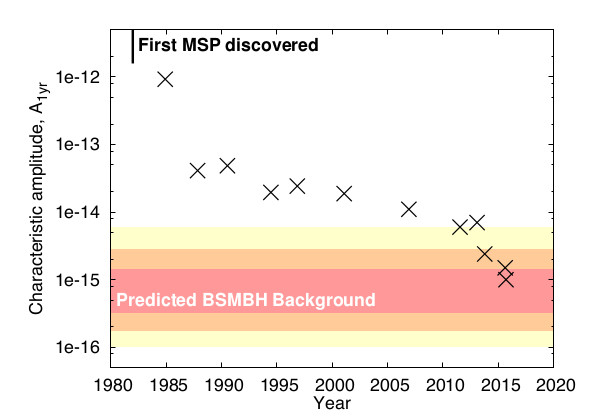 First MSP discovered
1e-12
1e-13
1e-14
1e-15
1e-16
Characteristic amplitude, A1yr
Predicted BSMBH Background
1980 1985 1990 1995 2000 2005 2010 2015 2020
Year